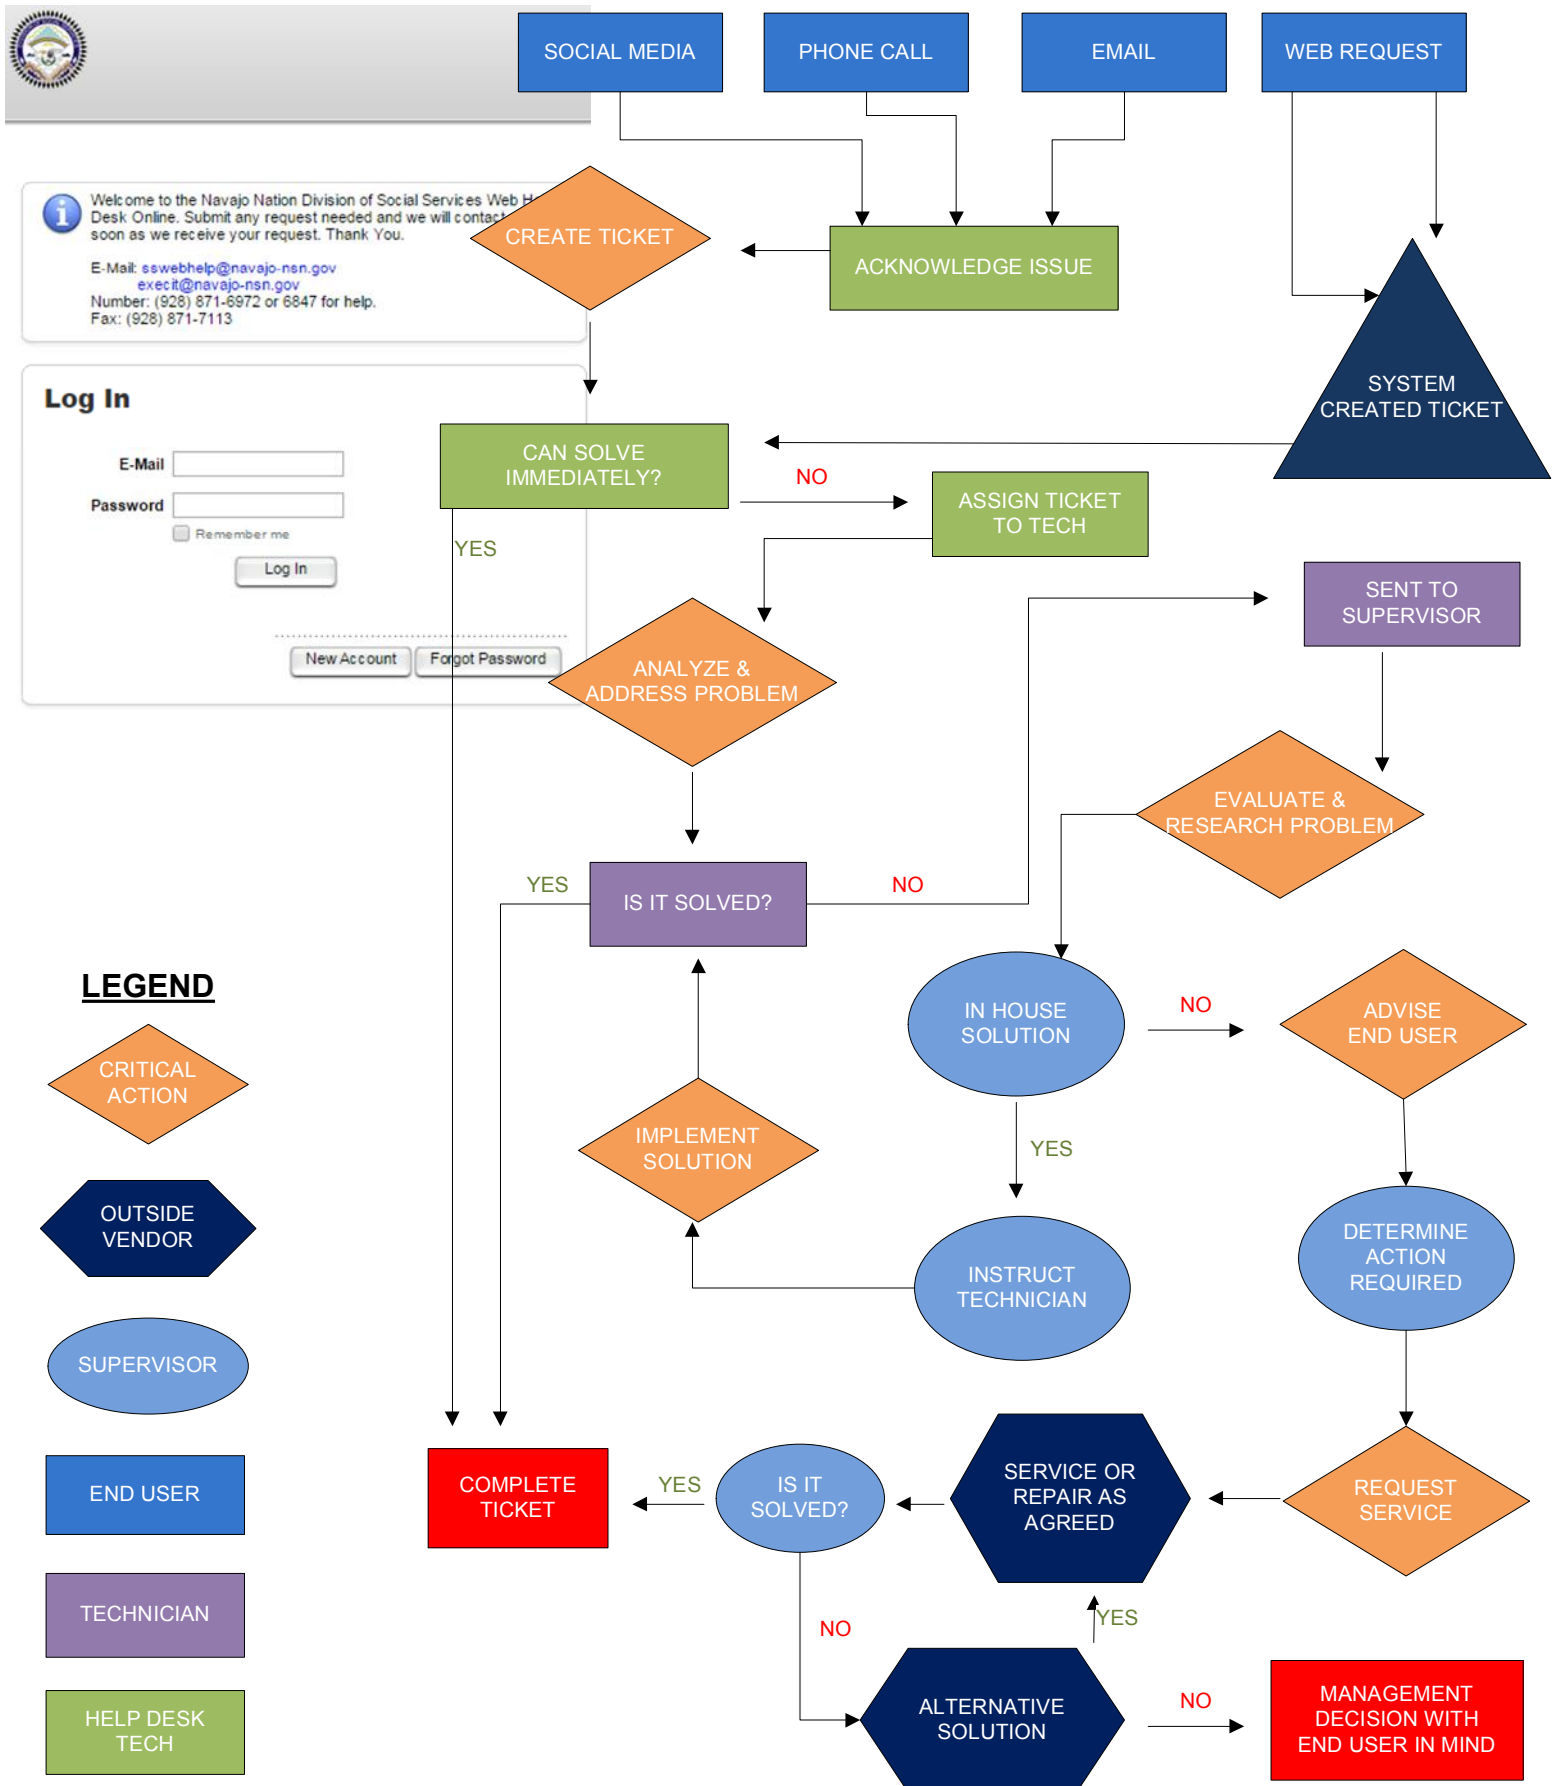 SOCIAL MEDIA
PHONE CALL
EMAIL
WEB REQUEST
Welcome to the Navajo Nation Division of Social Services Web
Desk Online. Submit any request needed and we will contact
soon as we receive your request. Thank You.
E-Mail: sswebhelp@navajo-nsn.gov
execit@navajo-nsn.gov
Number: (928) 871-6972 or 6847 for help.
Fax: (928) 871-7113
CREATE TICKET
ACKNOWLEDGE ISSUE
SYSTEM
CREATED TICKET
Log In
E-Mail
Password
Remember me
Log In
New Account
Forgot Password
CAN SOLVE
IMMEDIATELY?
NO
YES
ASSIGN TICKET
TO TECH
SENT TO
SUPERVISOR
ANALYZE &
ADDRESS PROBLEM
EVALUATE &
RESEARCH PROBLEM
YES
IS IT SOLVED?
NO
LEGEND
CRITICAL
ACTION
OUTSIDE
VENDOR
SUPERVISOR
END USER
TECHNICIAN
HELP DESK
TECH
IN HOUSE
SOLUTION
NO
ADVISE
END USER
YES
IMPLEMENT
SOLUTION
INSTRUCT
TECHNICIAN
DETERMINE
ACTION
REQUIRED
COMPLETE
TICKET
YES
IS IT
SOLVED?
SERVICE OR
REPAIR AS
AGREED
REQUEST
SERVICE
NO
YES
ALTERNATIVE
SOLUTION
NO
MANAGEMENT
DECISION WITH
END USER IN MIND